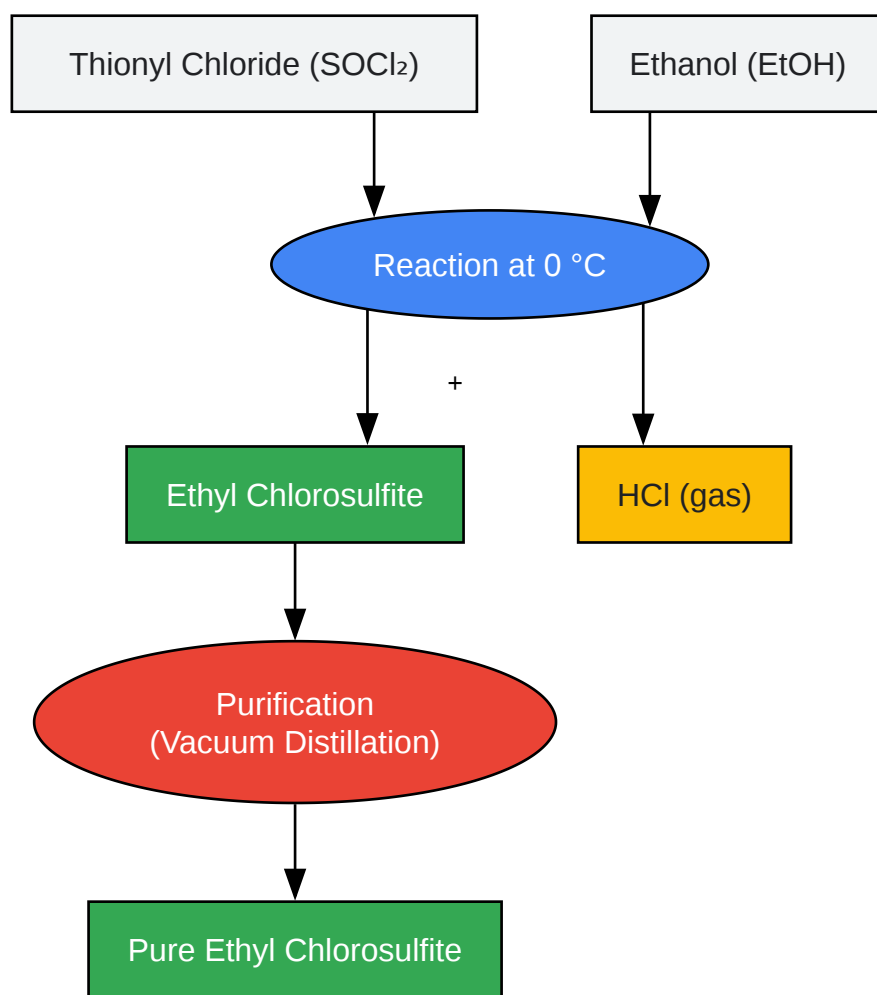 Thionyl Chloride (SOCl₂)
Ethanol (EtOH)
Reaction at 0 °C
+
Ethyl Chlorosulfite
HCl (gas)
Purification
(Vacuum Distillation)
Pure Ethyl Chlorosulfite